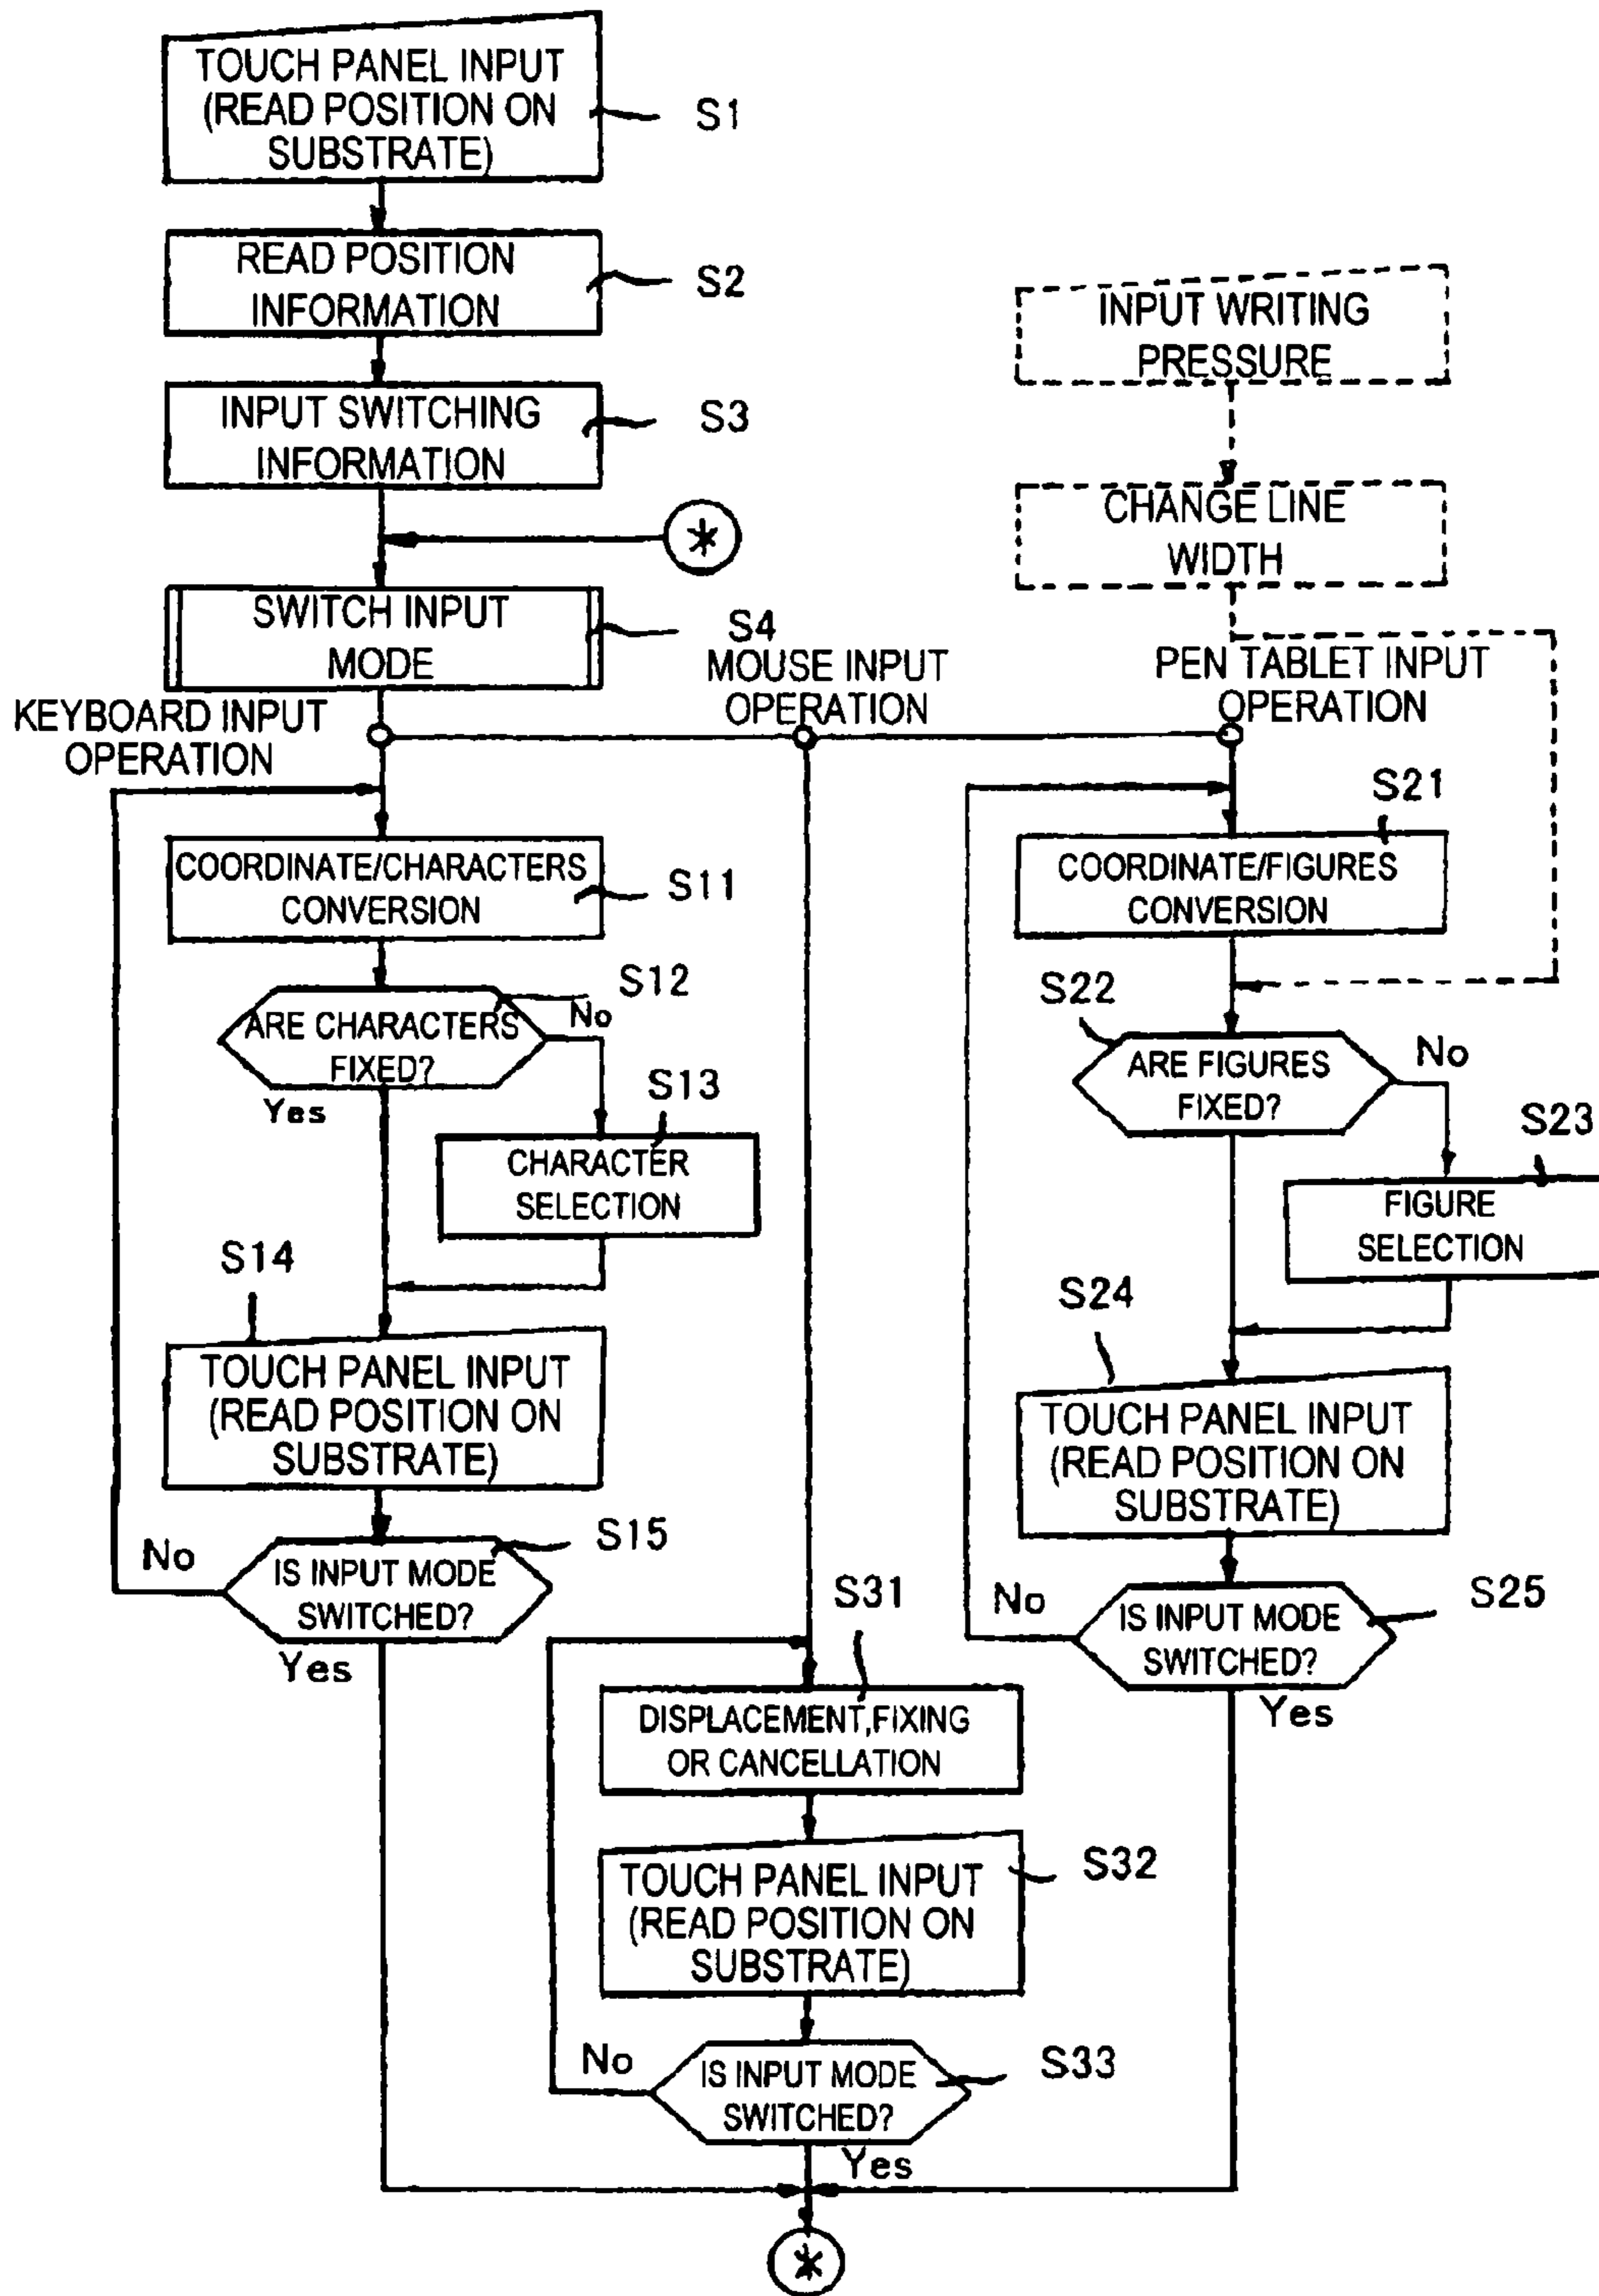 TOUCH PANEL INPUT
(READ POSITION ON
SUBSTRATE)
S1
READ POSITION
INFORMATION
S2
INPUT SWITCHING
INFORMATION
S3
*
SWITCH INPUT
MODE
S4
INPUT WRITING
PRESSURE
CHANGE LINE
WIDTH
KEYBOARD INPUT
OPERATION
MOUSE INPUT
OPERATION
PEN TABLET INPUT
OPERATION
COORDINATE/CHARACTERS
CONVERSION
S11
ARE CHARACTERS
FIXED?
S12
No
Yes
S13
CHARACTER
SELECTION
S14
TOUCH PANEL INPUT
(READ POSITION ON
SUBSTRATE)
S15
IS INPUT MODE
SWITCHED?
No
Yes
S31
DISPLACEMENT,FIXING
OR CANCELLATION
S32
TOUCH PANEL INPUT
(READ POSITION ON
SUBSTRATE)
S33
IS INPUT MODE
SWITCHED?
No
Yes
S21
COORDINATE/FIGURES
CONVERSION
S22
ARE FIGURES
FIXED?
No
S23
FIGURE
SELECTION
S24
TOUCH PANEL INPUT
(READ POSITION ON
SUBSTRATE)
S25
IS INPUT MODE
SWITCHED?
No
Yes
*